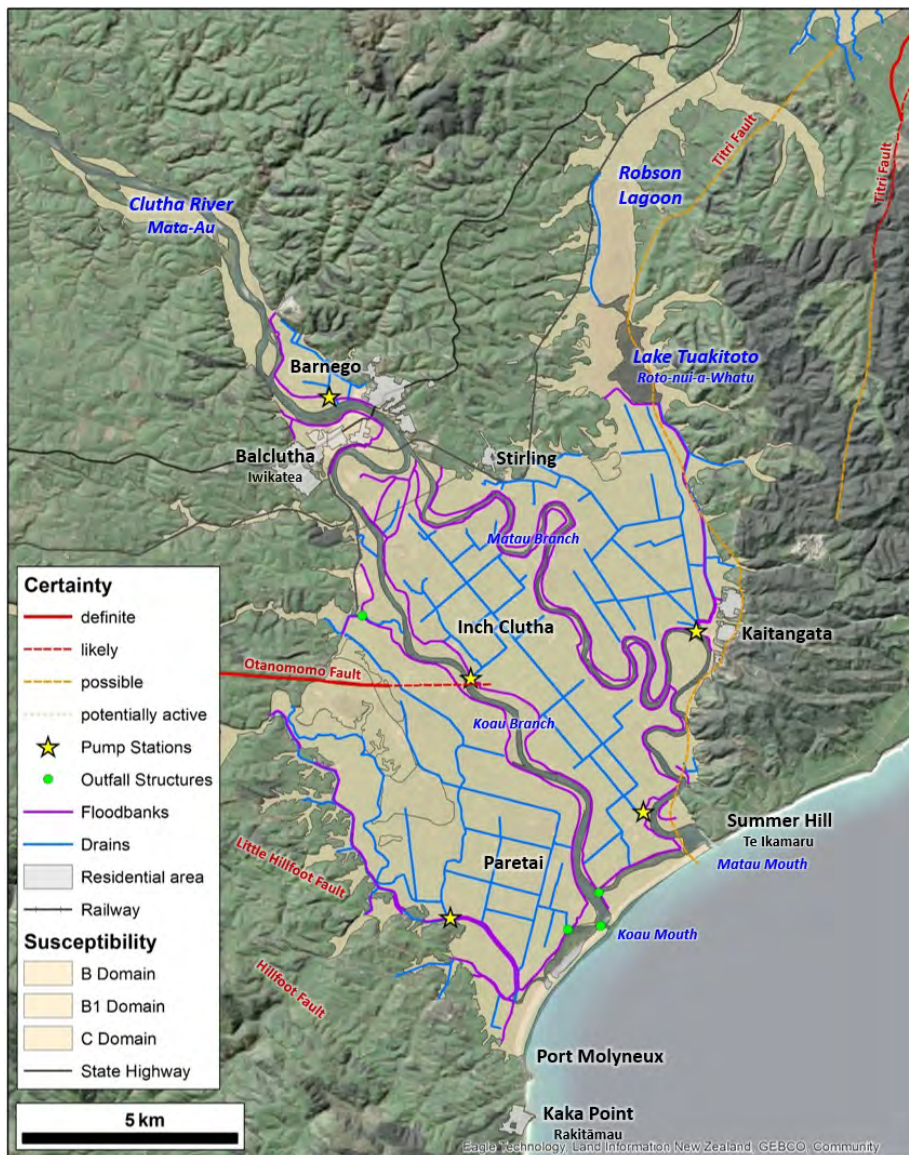 Robson
Lagoon
Titri Fault
Titri Fault
Clutha River
Mata-Au
Lake Tuakitoto
Roto-nui-a-Whatu
Barnego
Balclutha
Iwikatea
Stirling
Matau Branch
Inch Clutha
Kaitangata
Otanomomo Fault
Koau Branch
Summer Hill
Te Ikamaru
Matau Mouth
Little Hillfoot Fault
Paretai
Koau Mouth
Hillfoot Fault
Port Molyneux
Kaka Point
Rakitāmau
Certainty
definite
likely
possible
potentially active
Pump Stations
Outfall Structures
Floodbanks
Drains
Residential area
Railway
Susceptibility
B Domain
B1 Domain
C Domain
State Highway
5 km
Eagle Technology, Land Information New Zealand, GEBCO, Community